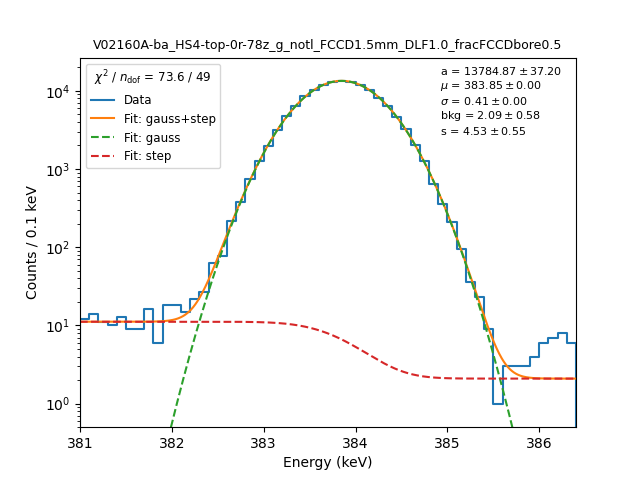 V02160A-ba_HS4-top-0r-78z_g_notl_FCCD1.5mm_DLF1.0_fracFCCDbore0.5
χ² / n_dof = 73.6 / 49
Data
Fit: gauss+step
Fit: gauss
Fit: step
a = 13784.87 ± 37.20
μ = 383.85 ± 0.00
σ = 0.41 ± 0.00
bkg = 2.09 ± 0.58
s = 4.53 ± 0.55
Counts / 0.1 keV
10⁴
10³
10²
10¹
10⁰
381 382 383 384 385 386
Energy (keV)